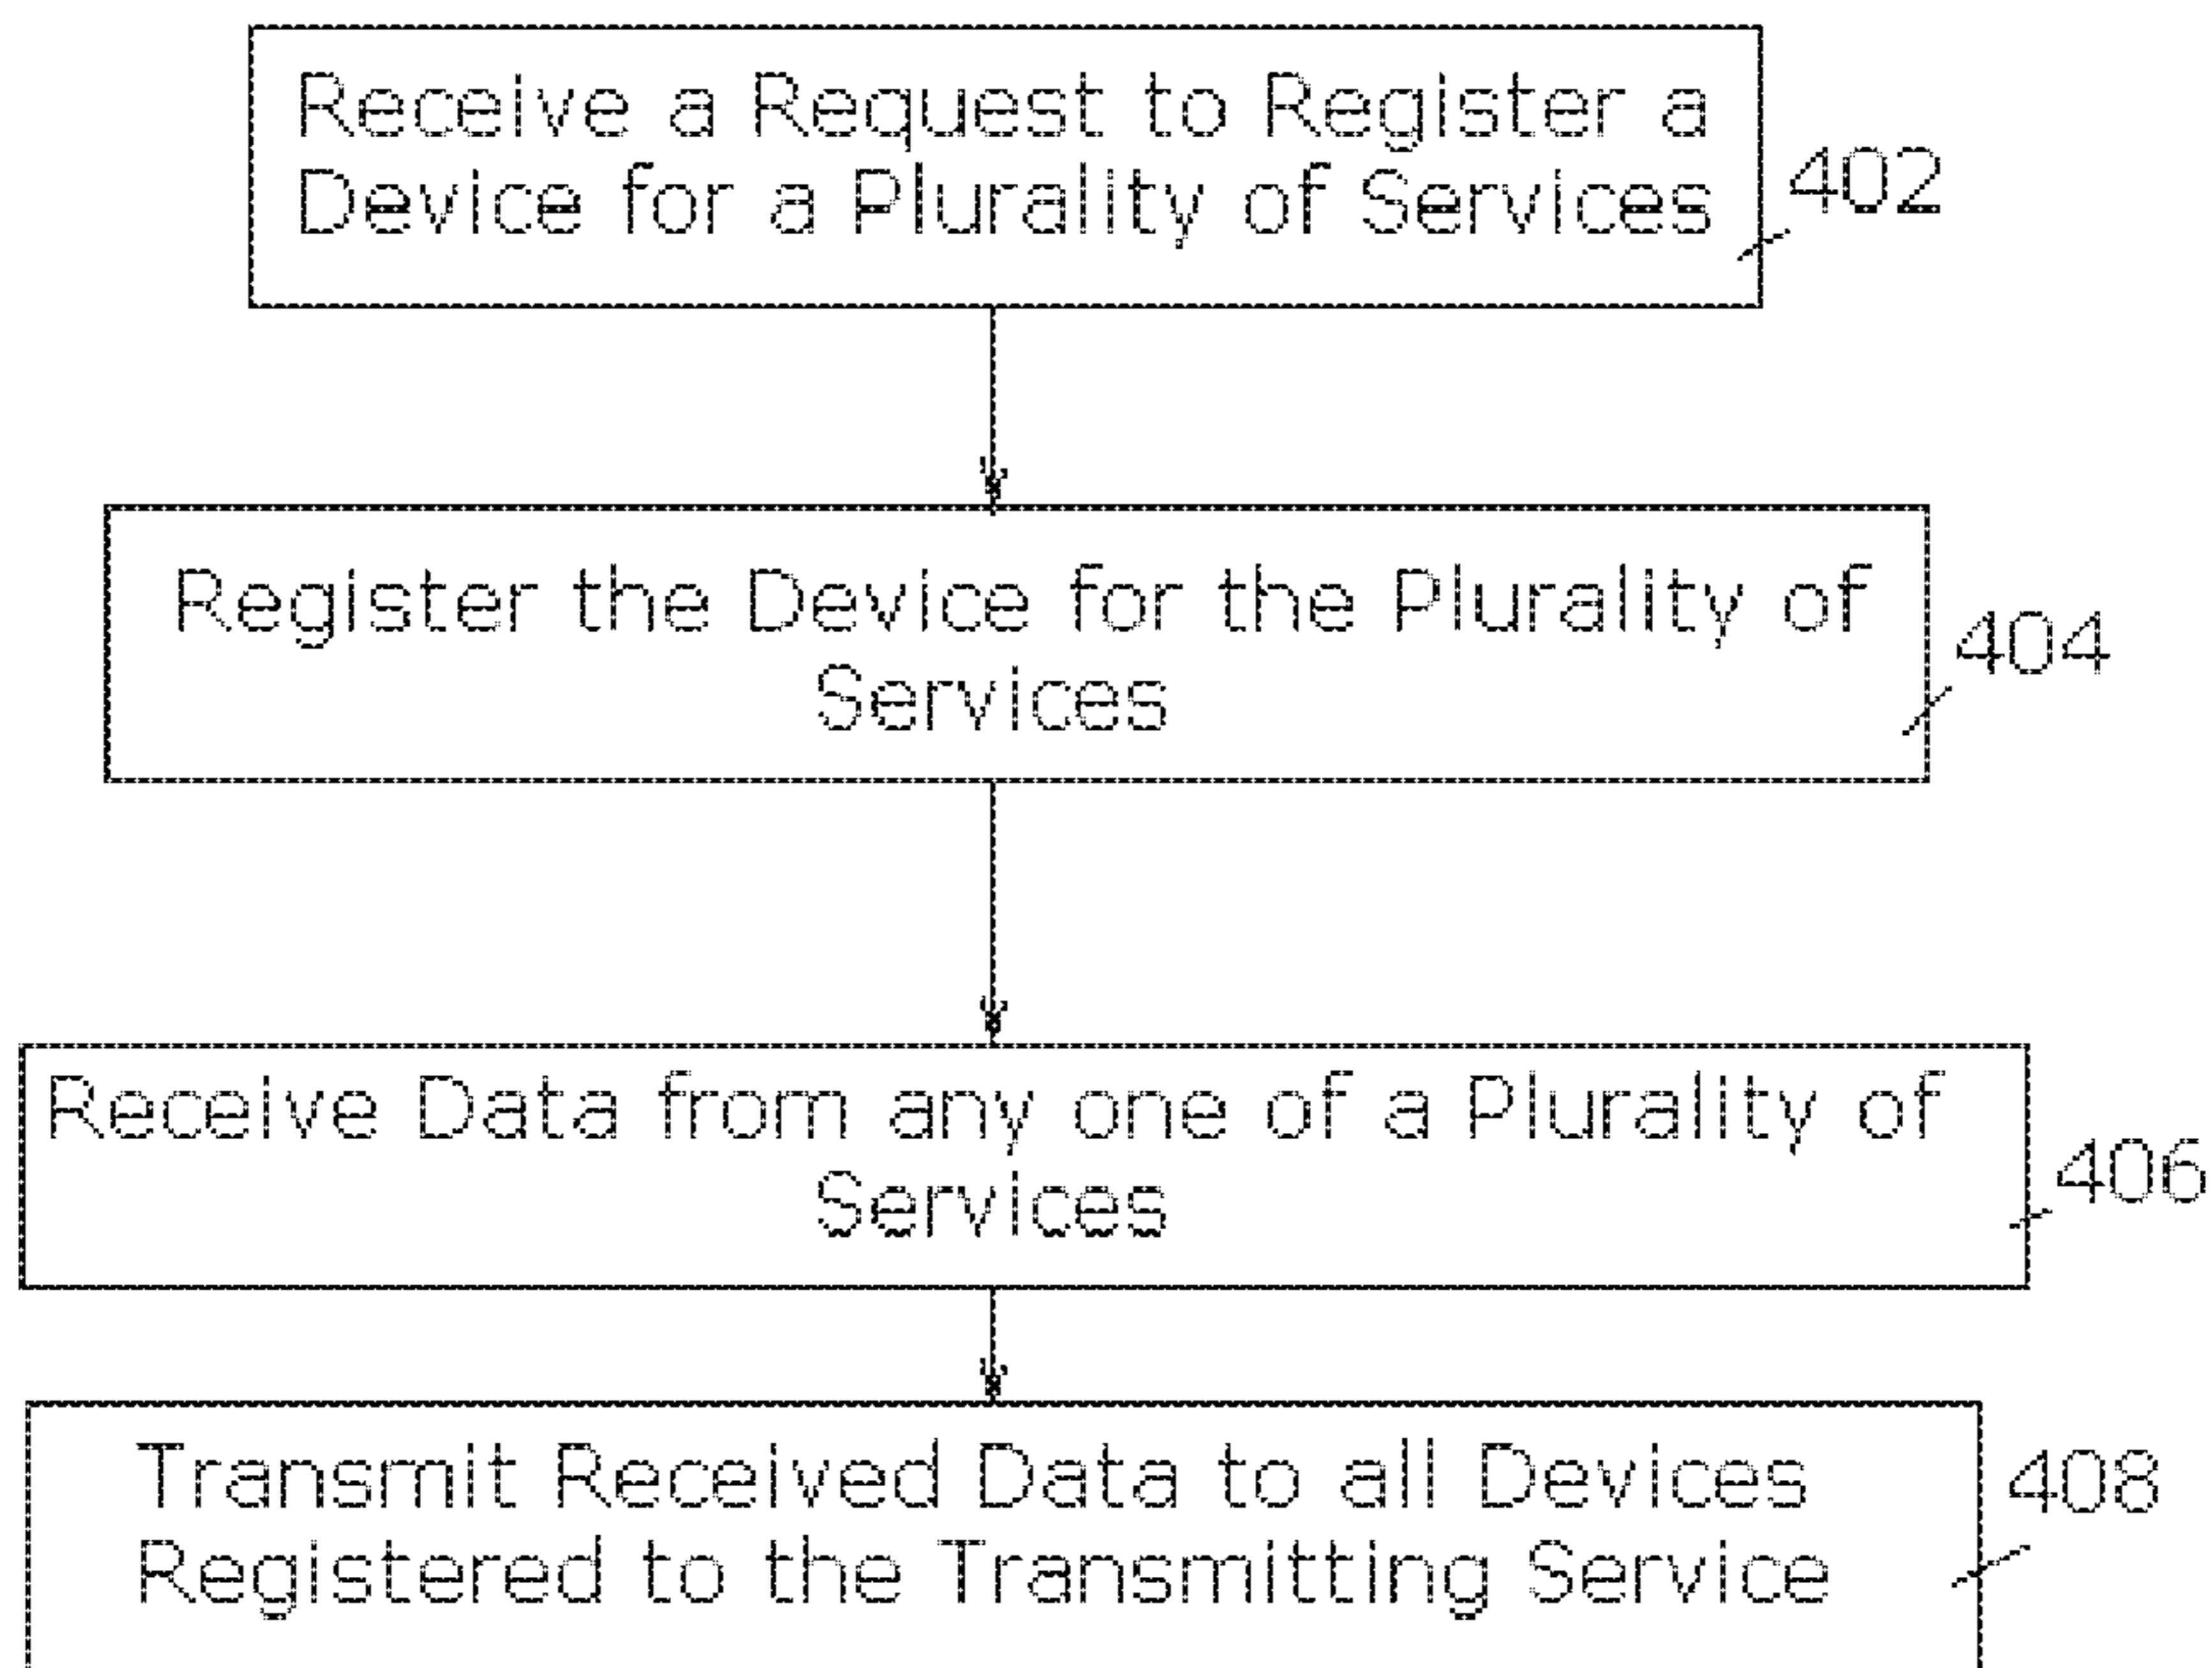 Receive a Request to Register a
Device for a Plurality of Services
402
Register the Device for the Plurality of
Services
404
Receive Data from any one of a Plurality of
Services
406
Transmit Received Data to all Devices
Registered to the Transmitting Service
408